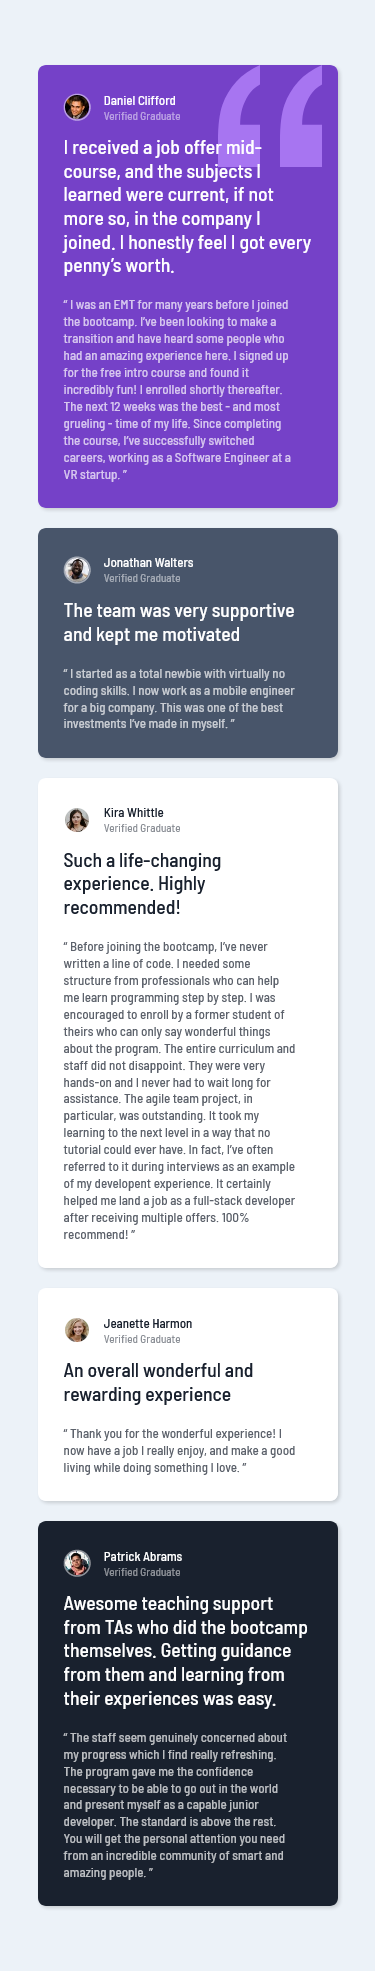 Daniel Clifford
Verified Graduate
I received a job offer mid-
course, and the subjects I
learned were current, if not
more so, in the company I
joined. I honestly feel I got every
penny’s worth.
“ I was an EMT for many years before I joined
the bootcamp. I’ve been looking to make a
transition and have heard some people who
had an amazing experience here. I signed up
for the free intro course and found it
incredibly fun! I enrolled shortly thereafter.
The next 12 weeks was the best - and most
grueling - time of my life. Since completing
the course, I’ve successfully switched
careers, working as a Software Engineer at a
VR startup. ”
Jonathan Walters
Verified Graduate
The team was very supportive
and kept me motivated
“ I started as a total newbie with virtually no
coding skills. I now work as a mobile engineer
for a big company. This was one of the best
investments I’ve made in myself. ”
Kira Whittle
Verified Graduate
Such a life-changing
experience. Highly
recommended!
“ Before joining the bootcamp, I’ve never
written a line of code. I needed some
structure from professionals who can help
me learn programming step by step. I was
encouraged to enroll by a former student of
theirs who can only say wonderful things
about the program. The entire curriculum and
staff did not disappoint. They were very
hands-on and I never had to wait long for
assistance. The agile team project, in
particular, was outstanding. It took my
learning to the next level in a way that no
tutorial could ever have. In fact, I’ve often
referred to it during interviews as an example
of my developent experience. It certainly
helped me land a job as a full-stack developer
after receiving multiple offers. 100%
recommend! ”
Jeanette Harmon
Verified Graduate
An overall wonderful and
rewarding experience
“ Thank you for the wonderful experience! I
now have a job I really enjoy, and make a good
living while doing something I love. ”
Patrick Abrams
Verified Graduate
Awesome teaching support
from TAs who did the bootcamp
themselves. Getting guidance
from them and learning from
their experiences was easy.
“ The staff seem genuinely concerned about
my progress which I find really refreshing.
The program gave me the confidence
necessary to be able to go out in the world
and present myself as a capable junior
developer. The standard is above the rest.
You will get the personal attention you need
from an incredible community of smart and
amazing people. ”